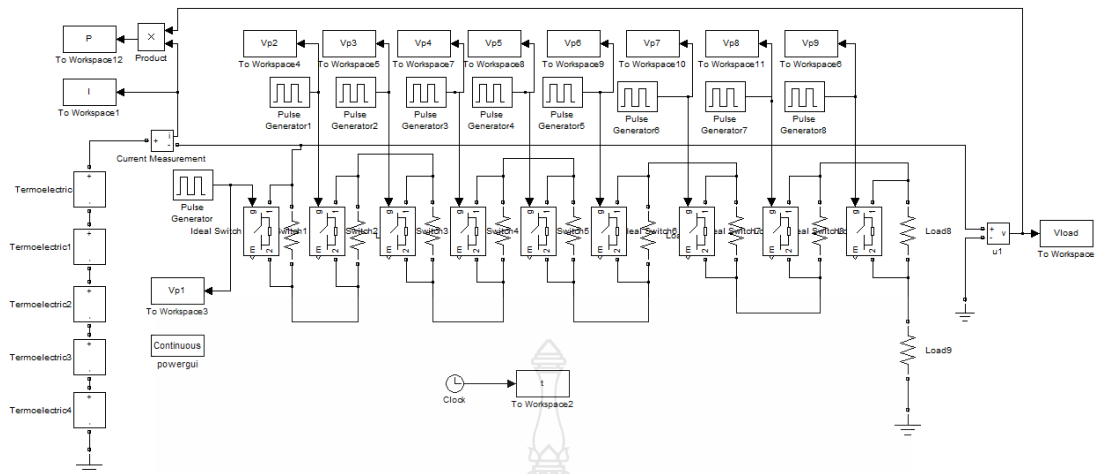 P
To Workspace12
Product
I
To Workspace1
Vp2
To Workspace4
Vp3
To Workspace5
Vp4
To Workspace7
Vp5
To Workspace8
Vp6
To Workspace9
Vp7
To Workspace10
Vp8
To Workspace11
Vp9
To Workspace6
Pulse
Generator1
Pulse
Generator2
Pulse
Generator3
Pulse
Generator4
Pulse
Generator5
Pulse
Generator6
Pulse
Generator7
Pulse
Generator8
Current Measurement
Pulse
Generator
Termoelectric
Termoelectric1
Termoelectric2
Termoelectric3
Termoelectric4
Ideal Switch
Switch1
Switch2
Switch3
Switch4
Switch5
Load8
Load9
u1
Vload
To Workspace
Vp1
To Workspace3
Continuous
powergui
Clock
t
To Workspace2